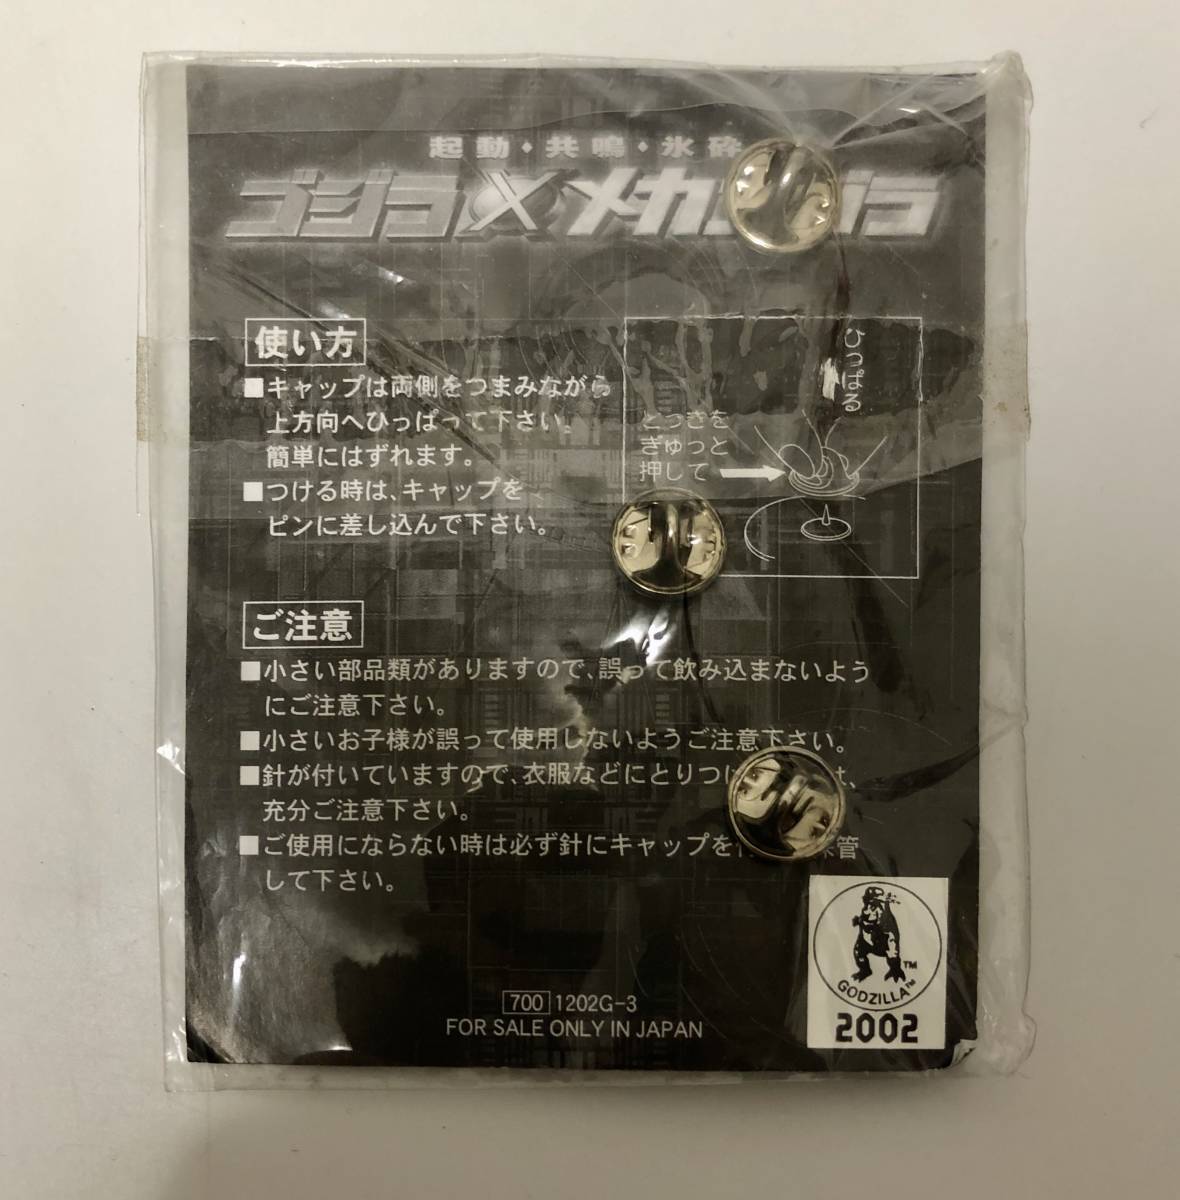 起動・共鳴・氷砕
ゴジラ×メカ ラ
使い方
■キャップは両側をつまみながら
上方向へひっぱって下さい。
簡単にはずれます。
■つける時は、キャップを
ピンに差し込んで下さい。
ひっぱる
とっきを
ぎゅっと
押して
ご注意
■小さい部品類がありますので、誤って飲み込まないよう
にご注意下さい。
■小さいお子様が誤って使用しないようご注意下さい。
■針が付いていますので、衣服などにとりつけ は、
充分ご注意下さい。
■ご使用にならない時は必ず針にキャップを 保管
して下さい。
700 1202G-3
FOR SALE ONLY IN JAPAN
TM
GODZILLA TM
2002